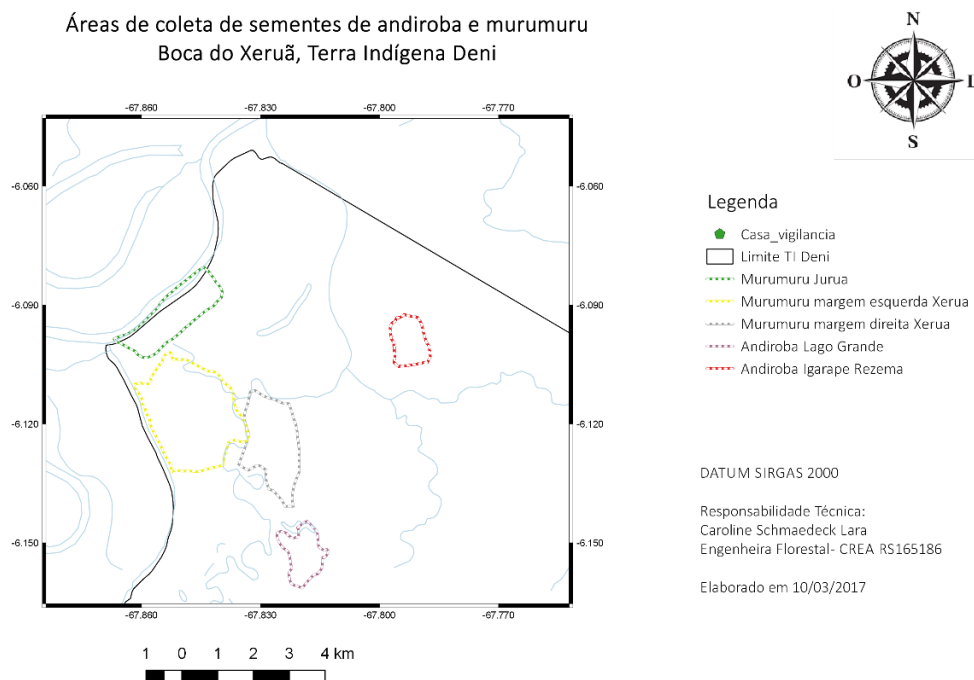 Áreas de coleta de sementes de andiroba e murumuru
Boca do Xeruã, Terra Indígena Deni
N
O
L
S
-67.860
-67.830
-67.800
-67.770
-6.060
-6.060
-6.090
-6.090
-6.120
-6.120
-6.150
-6.150
-67.860
-67.830
-67.800
-67.770
1 0 1 2 3 4 km
Legenda
Casa_vigilancia
Limite TI Deni
Murumuru Jurua
Murumuru margem esquerda Xerua
Murumuru margem direita Xerua
Andiroba Lago Grande
Andiroba Igarape Rezema
DATUM SIRGAS 2000
Responsabilidade Técnica:
Caroline Schmaedeck Lara
Engenheira Florestal- CREA RS165186
Elaborado em 10/03/2017